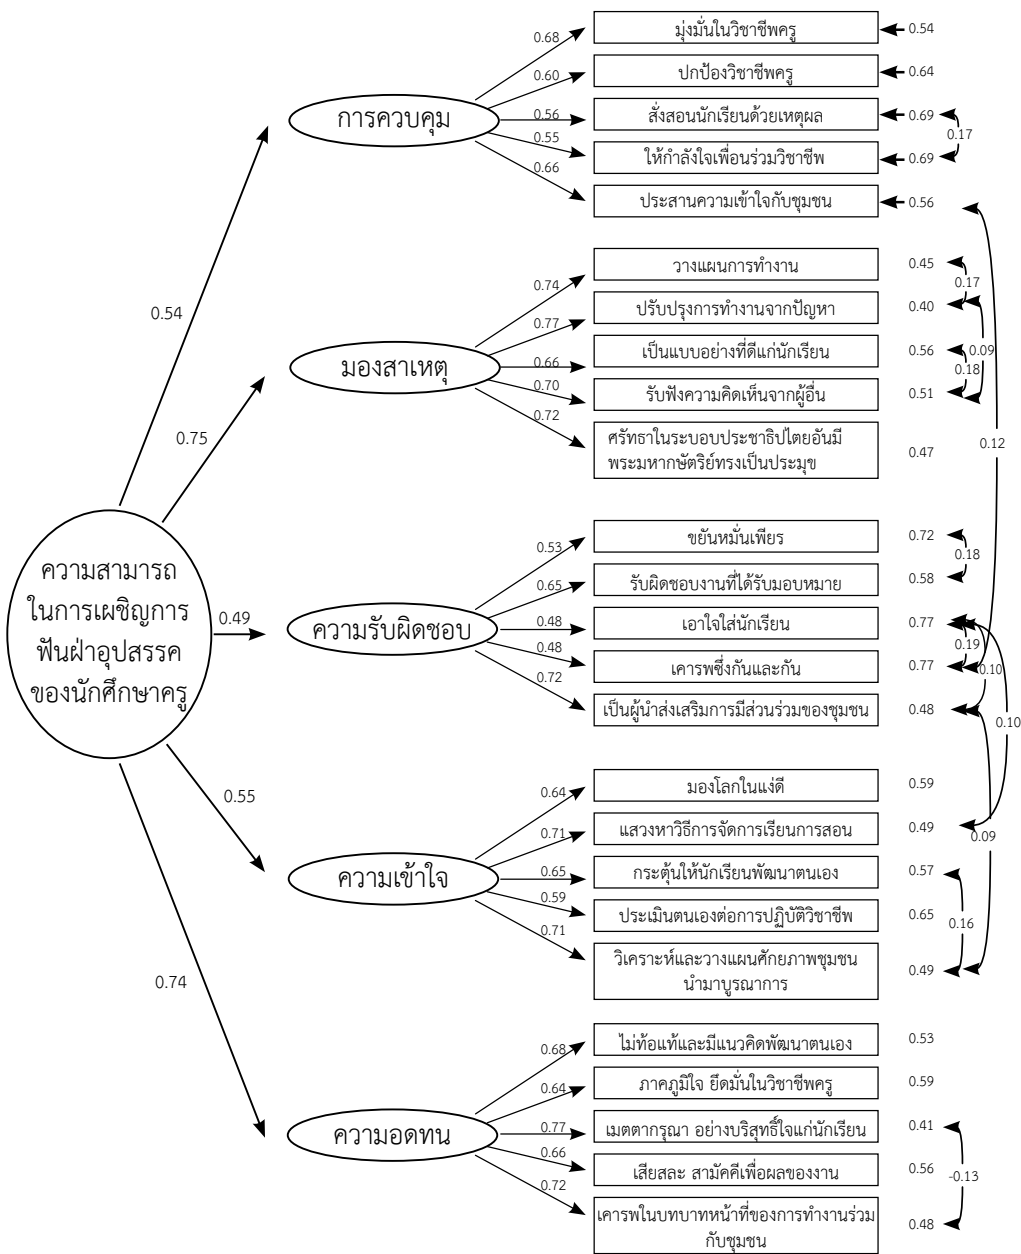 มุ่งมั่นในวิชาชีพครู
0.54
0.68
ปกป้องวิชาชีพครู
0.64
0.60
การควบคุม
สั่งสอนนักเรียนด้วยเหตุผล
0.69
0.56
0.17
0.55
ให้กำลังใจเพื่อนร่วมวิชาชีพ
0.69
0.66
ประสานความเข้าใจกับชุมชน
0.56
วางแผนการทำงาน
0.45
0.74
0.17
ปรับปรุงการทำงานจากปัญหา
0.40
0.54
0.77
เป็นแบบอย่างที่ดีแก่นักเรียน
0.56
0.09
มองสาเหตุ
0.66
0.18
0.70
รับฟังความคิดเห็นจากผู้อื่น
0.51
0.72
0.75
ศรัทธาในระบอบประชาธิปไตยอันมี
พระมหากษัตริย์ทรงเป็นประมุข
0.47
0.12
ขยันหมั่นเพียร
0.72
0.53
0.18
ความสามารถ
ในการเผชิญการ
ฟันฝ่าอุปสรรค
ของนักศึกษาครู
รับผิดชอบงานที่ได้รับมอบหมาย
0.58
0.65
0.49
ความรับผิดชอบ
0.48
เอาใจใส่นักเรียน
0.77
0.19
0.48
เคารพซึ่งกันและกัน
0.77
0.10
0.72
เป็นผู้นำส่งเสริมการมีส่วนร่วมของชุมชน
0.48
0.10
0.55
มองโลกในแง่ดี
0.59
0.64
แสวงหาวิธีการจัดการเรียนการสอน
0.49
0.71
0.09
ความเข้าใจ
0.65
กระตุ้นให้นักเรียนพัฒนาตนเอง
0.57
0.59
ประเมินตนเองต่อการปฏิบัติวิชาชีพ
0.65
0.16
0.71
วิเคราะห์และวางแผนศักยภาพชุมชน
นำมาบูรณาการ
0.49
0.74
ไม่ท้อแท้และมีแนวคิดพัฒนาตนเอง
0.53
0.68
ภาคภูมิใจ ยึดมั่นในวิชาชีพครู
0.59
0.64
ความอดทน
0.77
เมตตากรุณา อย่างบริสุทธิ์ใจแก่นักเรียน
0.41
0.66
เสียสละ สามัคคีเพื่อผลของงาน
0.56
-0.13
0.72
เคารพในบทบาทหน้าที่ของการทำงานร่วม
กับชุมชน
0.48